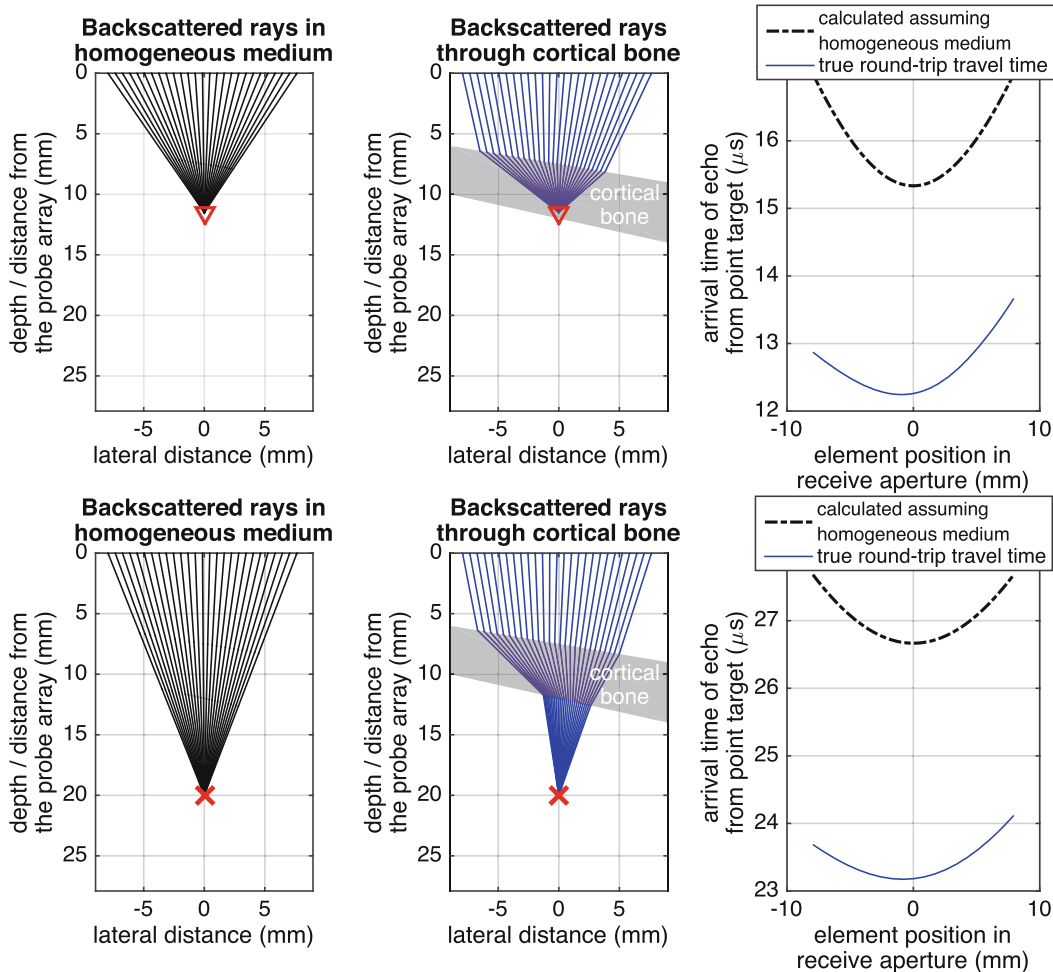 Backscattered rays in
homogeneous medium
0
5
10
15
20
25
depth / distance from
the probe array (mm)
-5
0
5
lateral distance (mm)
Backscattered rays
through cortical bone
0
5
10
15
20
25
depth / distance from
the probe array (mm)
cortical
bone
-5
0
5
lateral distance (mm)
calculated assuming
homogeneous medium
true round-trip travel time
16
15
14
13
12
arrival time of echo
from point target (μs)
-10
0
10
element position in
receive aperture (mm)
Backscattered rays in
homogeneous medium
0
5
10
15
20
25
depth / distance from
the probe array (mm)
-5
0
5
lateral distance (mm)
Backscattered rays
through cortical bone
0
5
10
15
20
25
depth / distance from
the probe array (mm)
cortical
bone
-5
0
5
lateral distance (mm)
calculated assuming
homogeneous medium
true round-trip travel time
27
26
25
24
23
arrival time of echo
from point target (μs)
-10
0
10
element position in
receive aperture (mm)